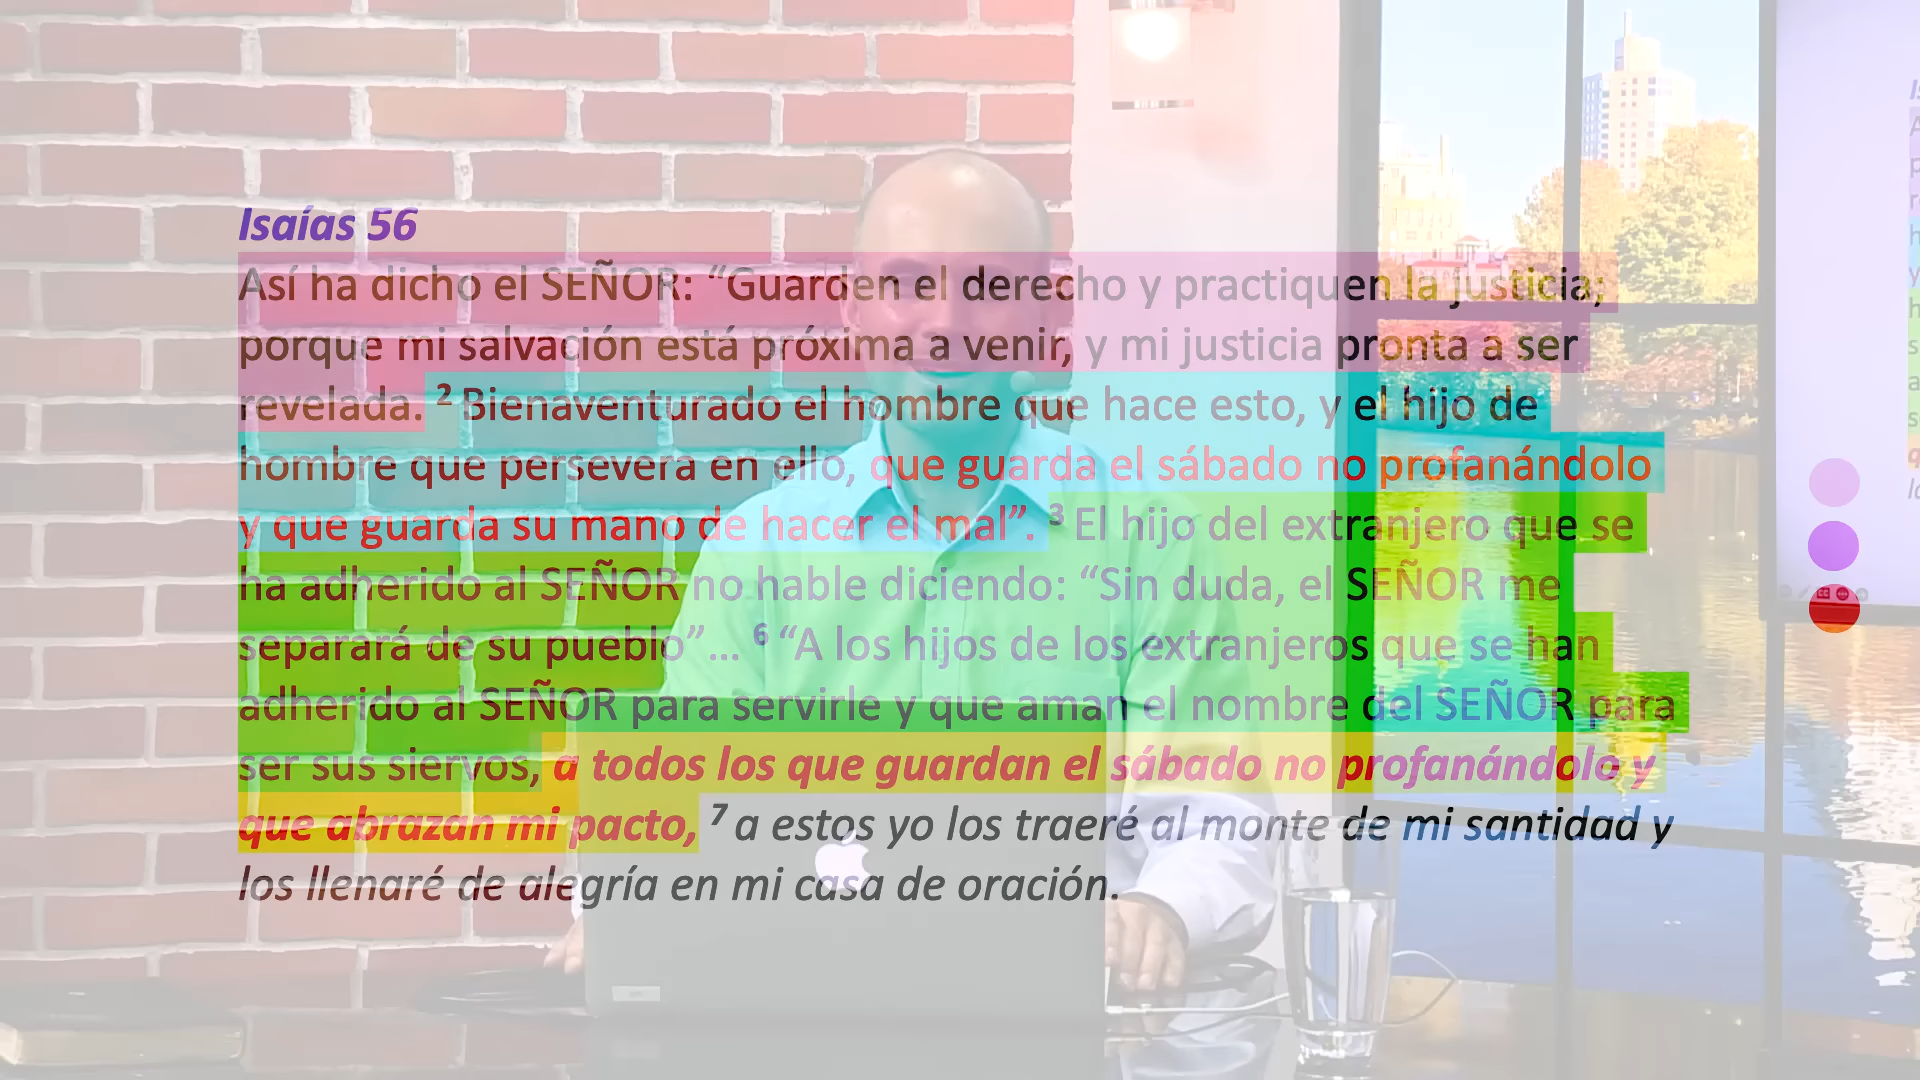 Isaías 56
Así ha dicho el SEÑOR: “Guarden el derecho y practiquen la justicia;
porque mi salvación está próxima a venir, y mi justicia pronta a ser
revelada. ² Bienaventurado el hombre que hace esto, y el hijo de
hombre que persevera en ello, que guarda el sábado no profanándolo
y que guarda su mano de hacer el mal”. ³ El hijo del extranjero que se
ha adherido al SEÑOR no hable diciendo: “Sin duda, el SEÑOR me
separará de su pueblo”... ⁶ “A los hijos de los extranjeros que se han
adherido al SEÑOR para servirle y que aman el nombre del SEÑOR para
ser sus siervos, a todos los que guardan el sábado no profanándolo y
que abrazan mi pacto, ⁷ a estos yo los traeré al monte de mi santidad y
los llenaré de alegría en mi casa de oración.